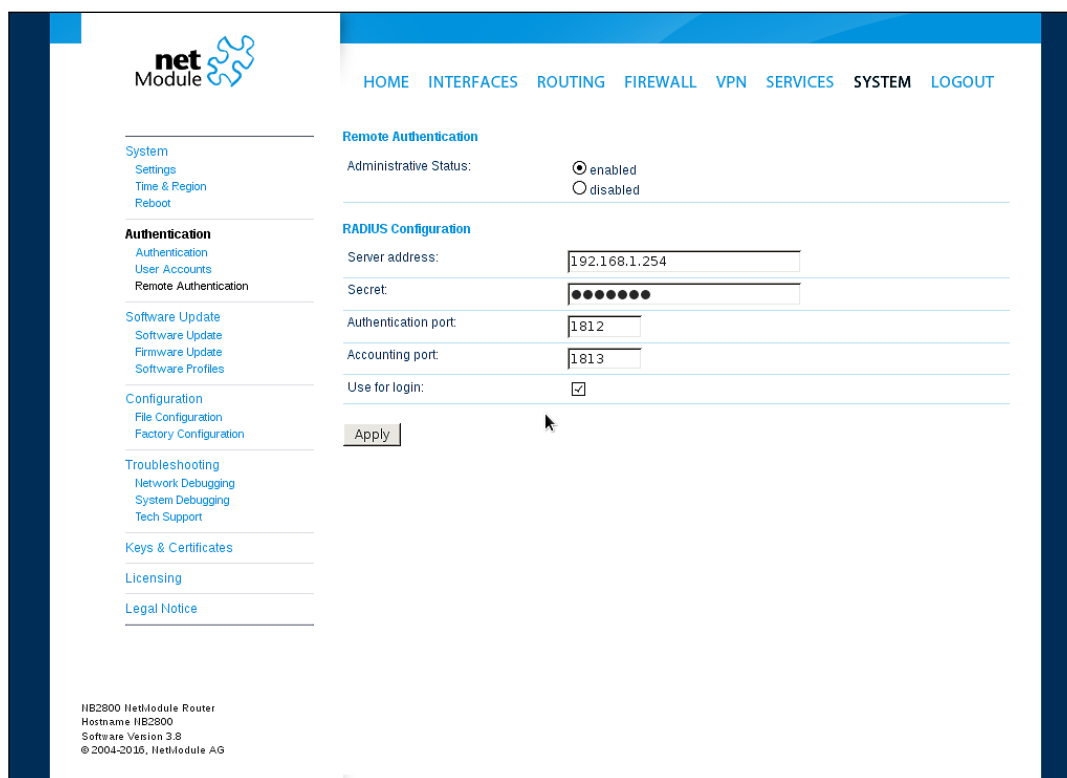 net
Module
HOME INTERFACES ROUTING FIREWALL VPN SERVICES SYSTEM LOGOUT
System
Settings
Time & Region
Reboot
Authentication
Authentication
User Accounts
Remote Authentication
Software Update
Software Update
Firmware Update
Software Profiles
Configuration
File Configuration
Factory Configuration
Troubleshooting
Network Debugging
System Debugging
Tech Support
Keys & Certificates
Licensing
Legal Notice
Remote Authentication
Administrative Status:
enabled
disabled
RADIUS Configuration
Server address: 192.168.1.254
Secret: ●●●●●●●
Authentication port: 1812
Accounting port: 1813
Use for login:
Apply
NB2800 NetModule Router
Hostname NB2800
Software Version 3.8
© 2004-2016, NetModule AG